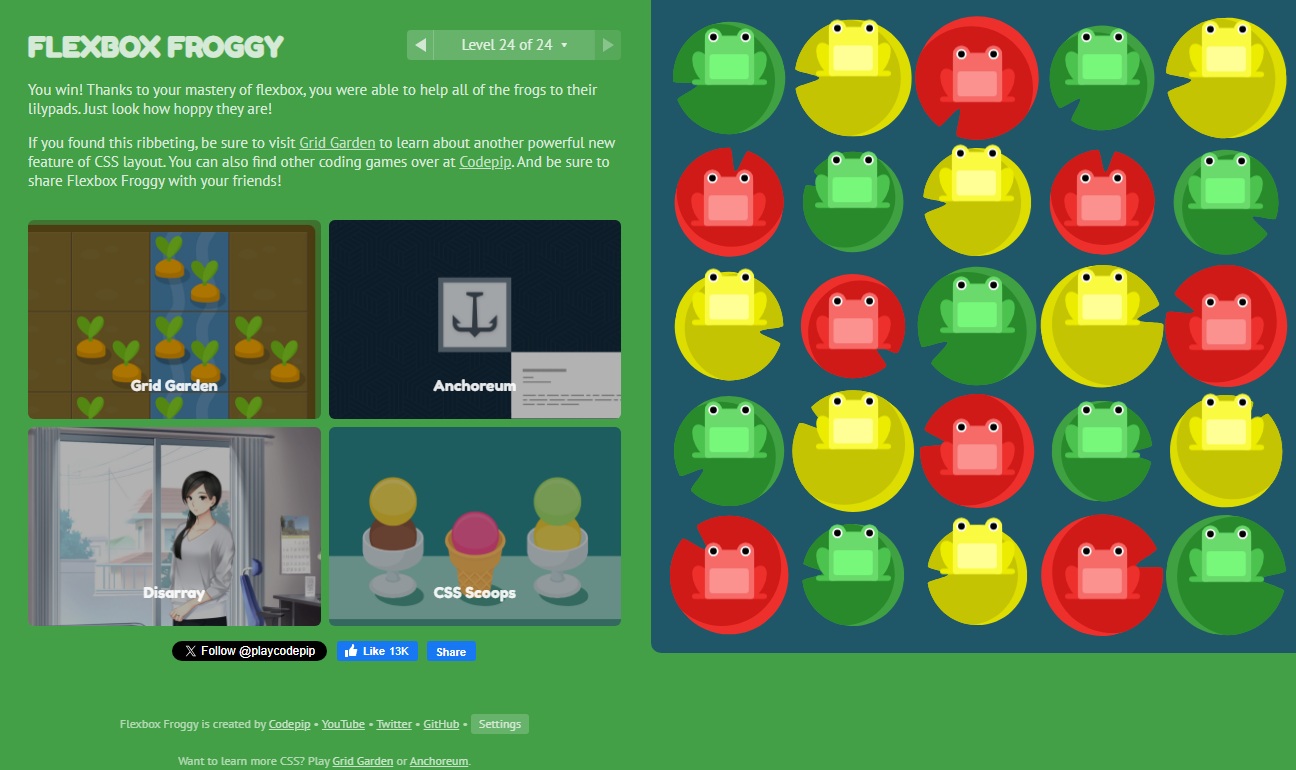 FLEXBOX FROGGY
Level 24 of 24
You win! Thanks to your mastery of flexbox, you were able to help all of the frogs to their
lilypads. Just look how hoppy they are!
If you found this ribbeting, be sure to visit Grid Garden to learn about another powerful new
feature of CSS layout. You can also find other coding games over at Codepip. And be sure to
share Flexbox Froggy with your friends!
Grid Garden
Anchoreum
Disarray
CSS Scoops
Follow @playcodepip
Like 13K
Share
Flexbox Froggy is created by Codepip • YouTube • Twitter • GitHub • Settings
Want to learn more CSS? Play Grid Garden or Anchoreum.